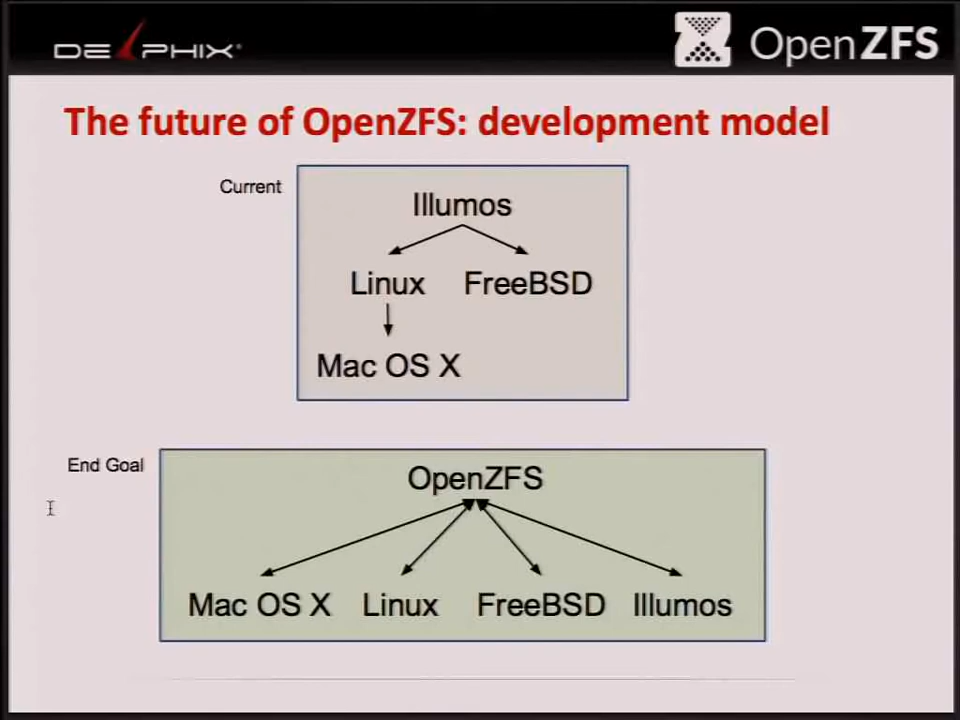 DELPHIX
OpenZFS
The future of OpenZFS: development model
Current
Illumos
Linux FreeBSD
Mac OS X
End Goal
OpenZFS
Mac OS X Linux FreeBSD Illumos